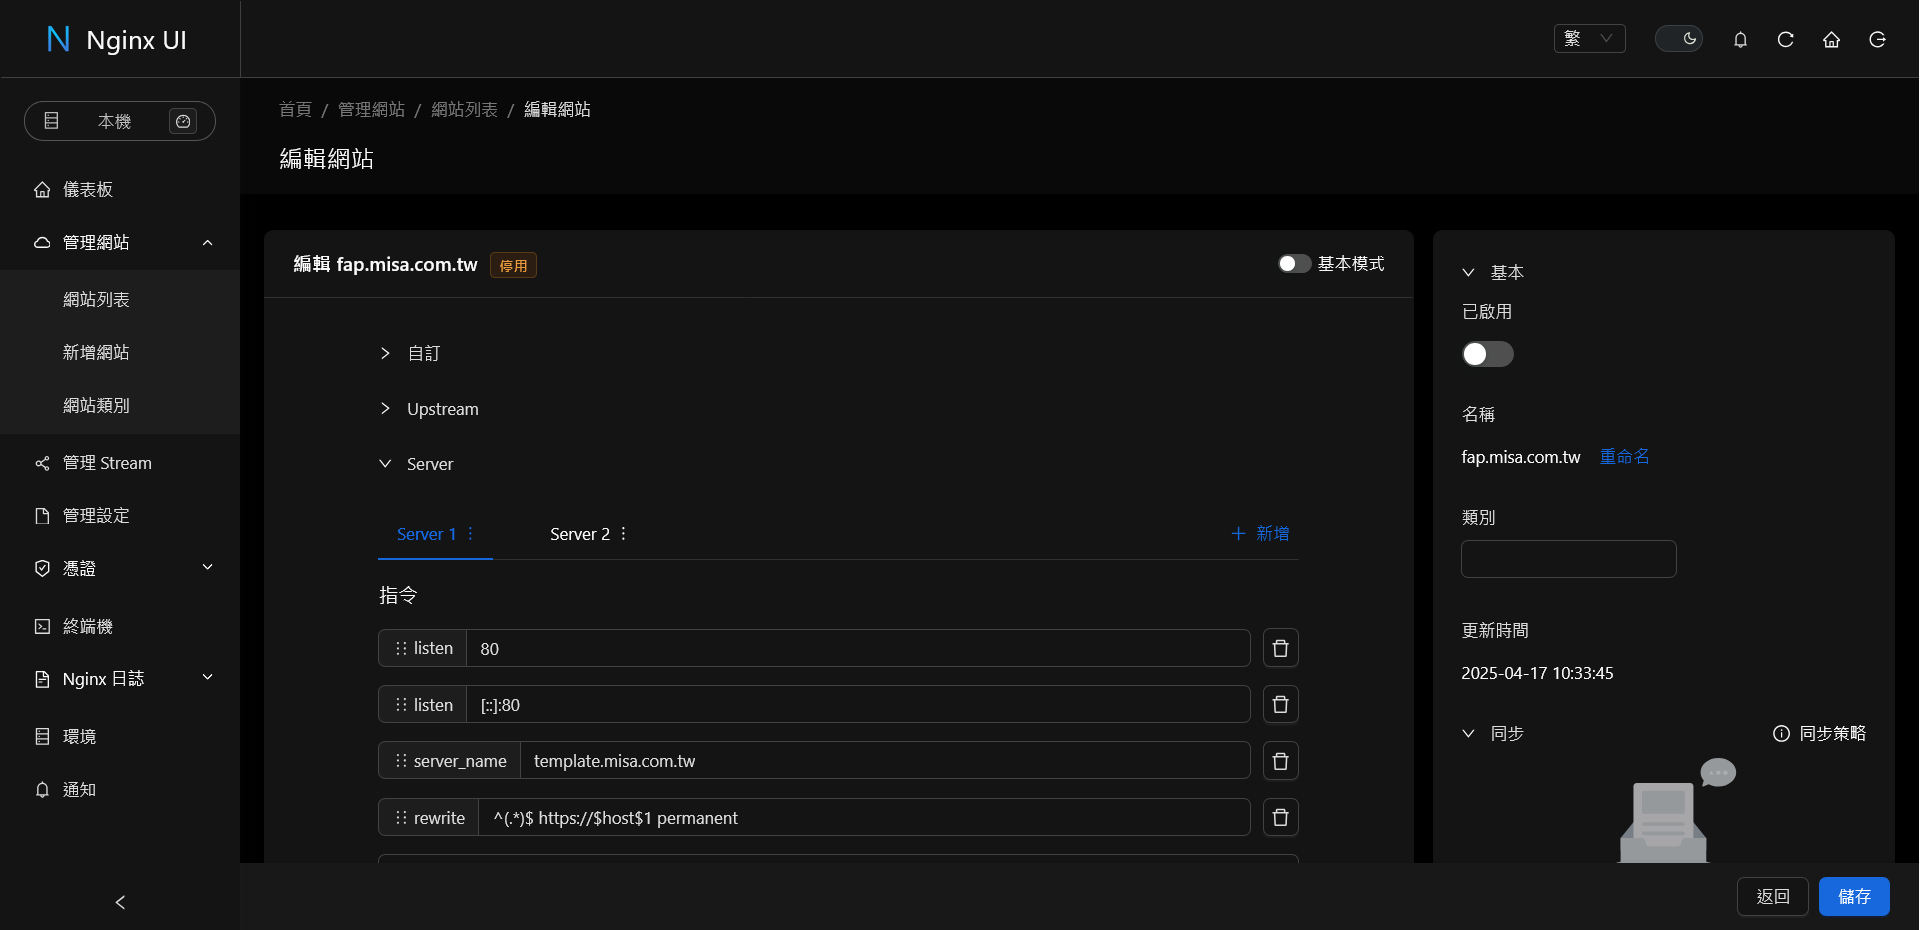 Nginx UI
繁
本機
儀表板
管理網站
網站列表
新增網站
網站類別
管理 Stream
管理設定
憑證
終端機
Nginx 日誌
環境
通知
首頁 / 管理網站 / 網站列表 / 編輯網站
編輯網站
編輯 fap.misa.com.tw 停用
基本模式
自訂
Upstream
Server
Server 1 Server 2 新增
指令
listen 80
listen [::]:80
server_name template.misa.com.tw
rewrite ^(.*)$ https://$host$1 permanent
基本
已啟用
名稱
fap.misa.com.tw 重命名
類別
更新時間
2025-04-17 10:33:45
同步 同步策略
返回 儲存